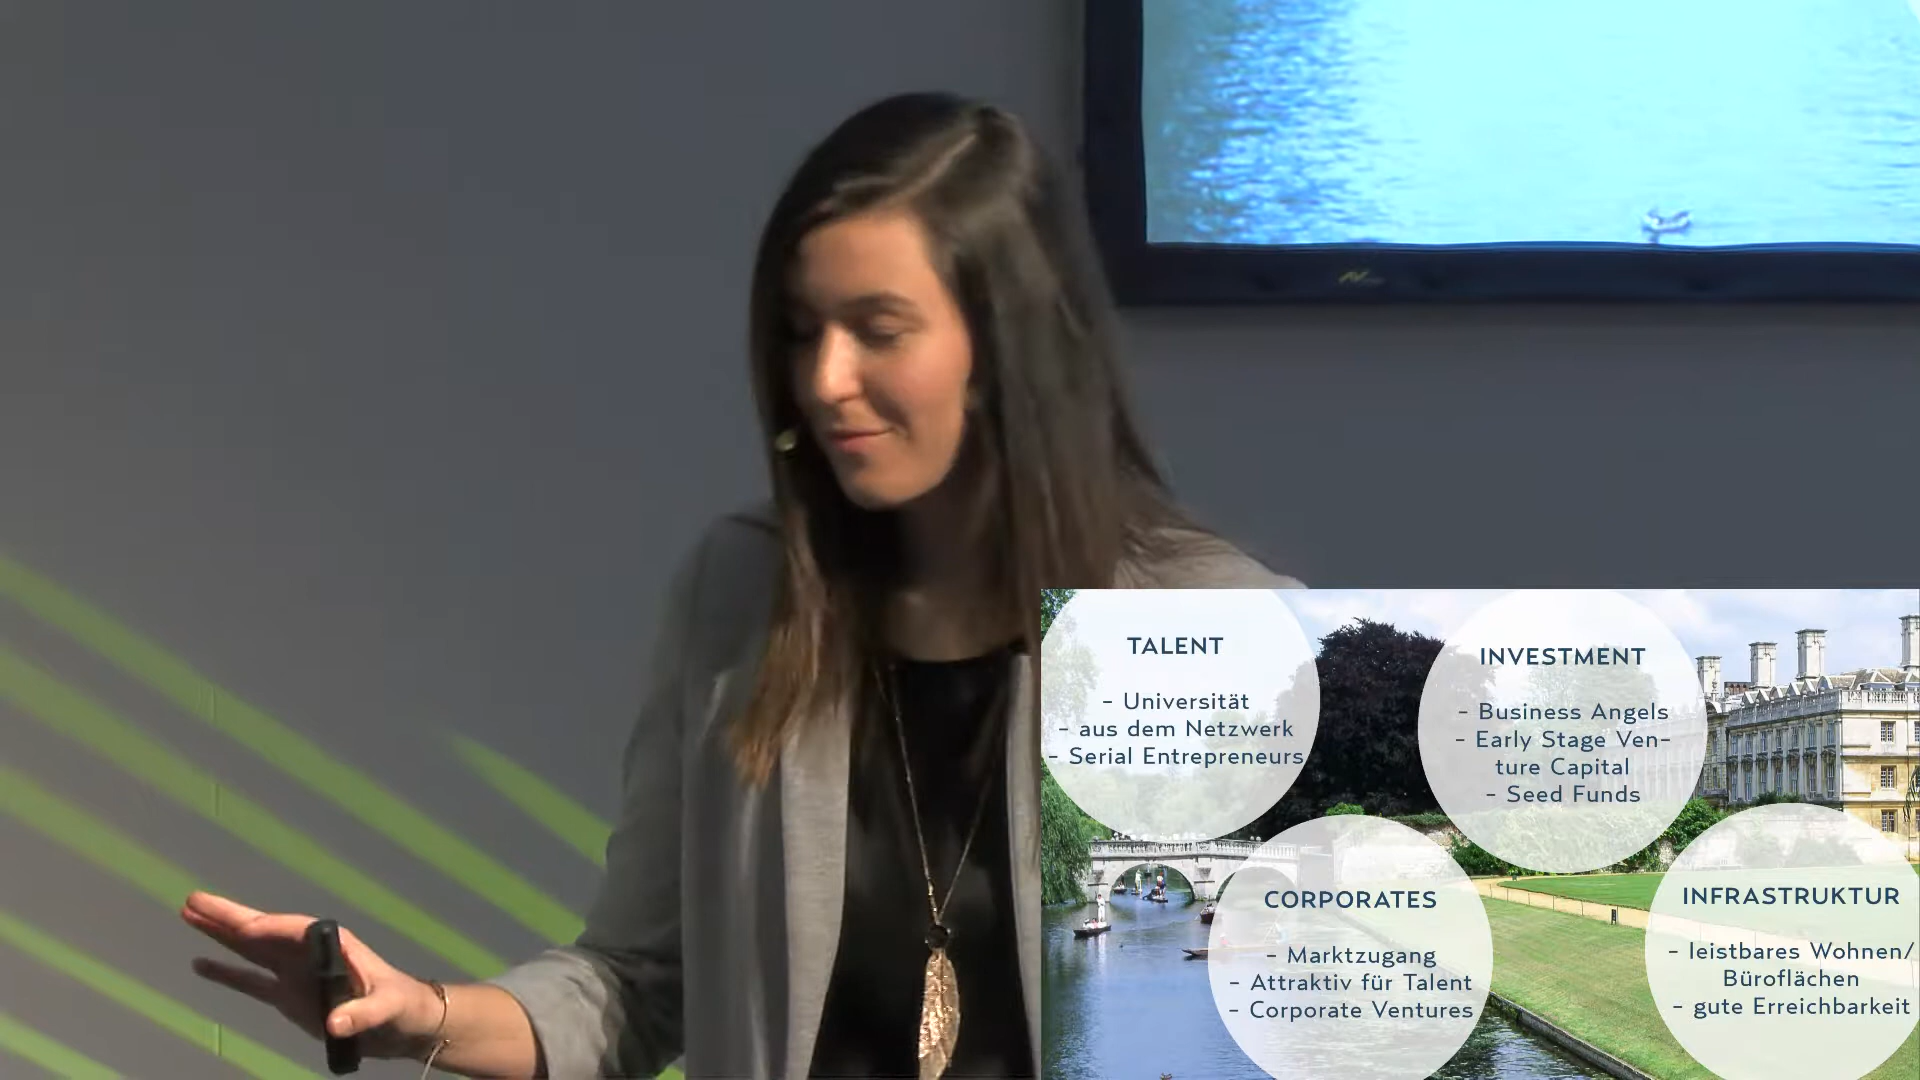 TALENT
- Universität
- aus dem Netzwerk
- Serial Entrepreneurs
INVESTMENT
- Business Angels
- Early Stage Ven-
ture Capital
- Seed Funds
CORPORATES
- Marktzugang
- Attraktiv für Talent
- Corporate Ventures
INFRASTRUKTUR
- leistbares Wohnen/
Büroflächen
- gute Erreichbarkeit